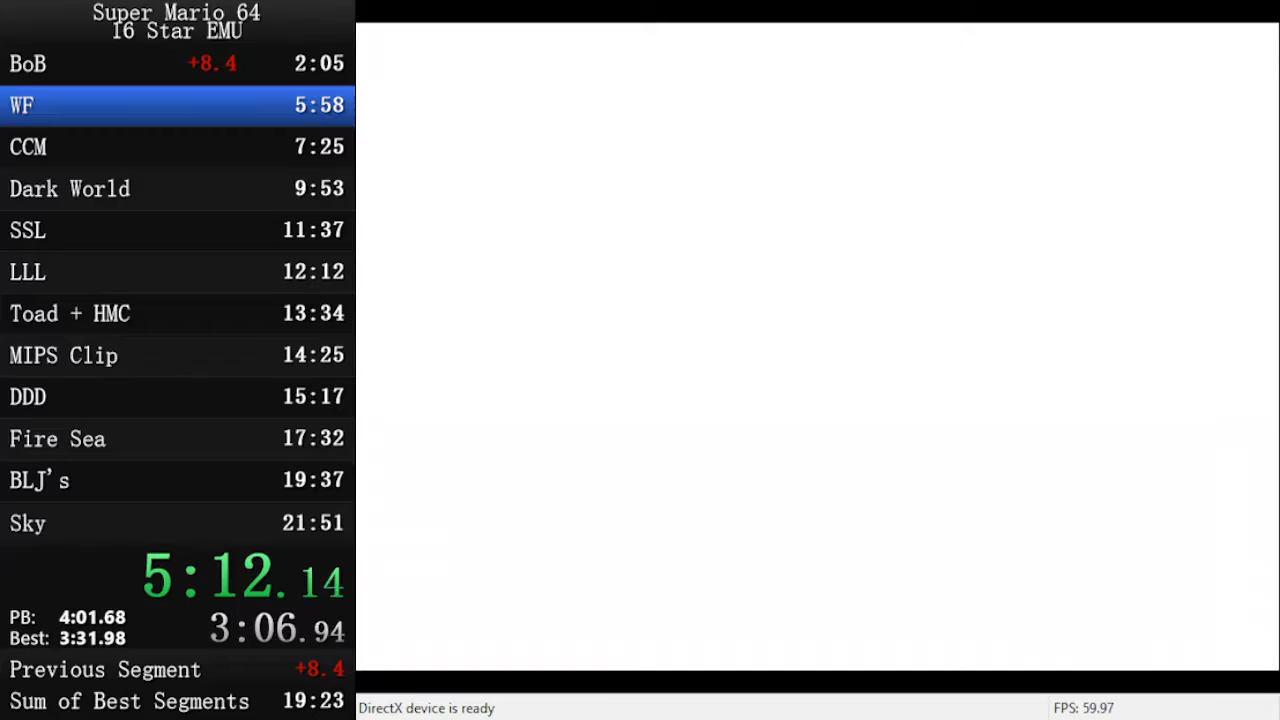 Super Mario 64
16 Star EMU
BoB +8.4 2:05
WF 5:58
CCM 7:25
Dark World 9:53
SSL 11:37
LLL 12:12
Toad + HMC 13:34
MIPS Clip 14:25
DDD 15:17
Fire Sea 17:32
BLJ's 19:37
Sky 21:51
5:12.14
PB: 4:01.68
Best: 3:31.98
3:06.94
Previous Segment +8.4
Sum of Best Segments 19:23
DirectX device is ready FPS: 59.97